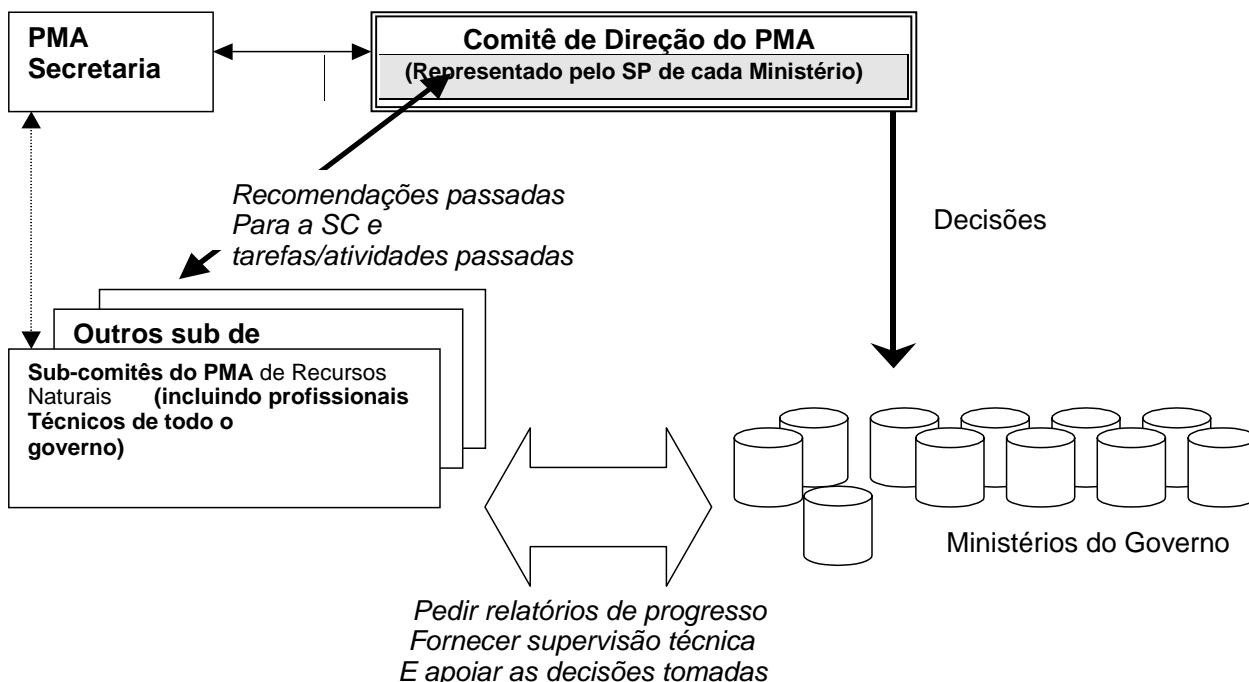 PMA
Secretaria
Comitê de Direção do PMA
(Representado pelo SP de cada Ministério)
Recomendações passadas
Para a SC e
tarefas/atividades passadas
Decisões
Outros sub de
Sub-comitês do PMA de Recursos
Naturais (incluindo profissionais
Técnicos de todo o
governo)
Ministérios do Governo
Pedir relatórios de progresso
Fornecer supervisão técnica
E apoiar as decisões tomadas